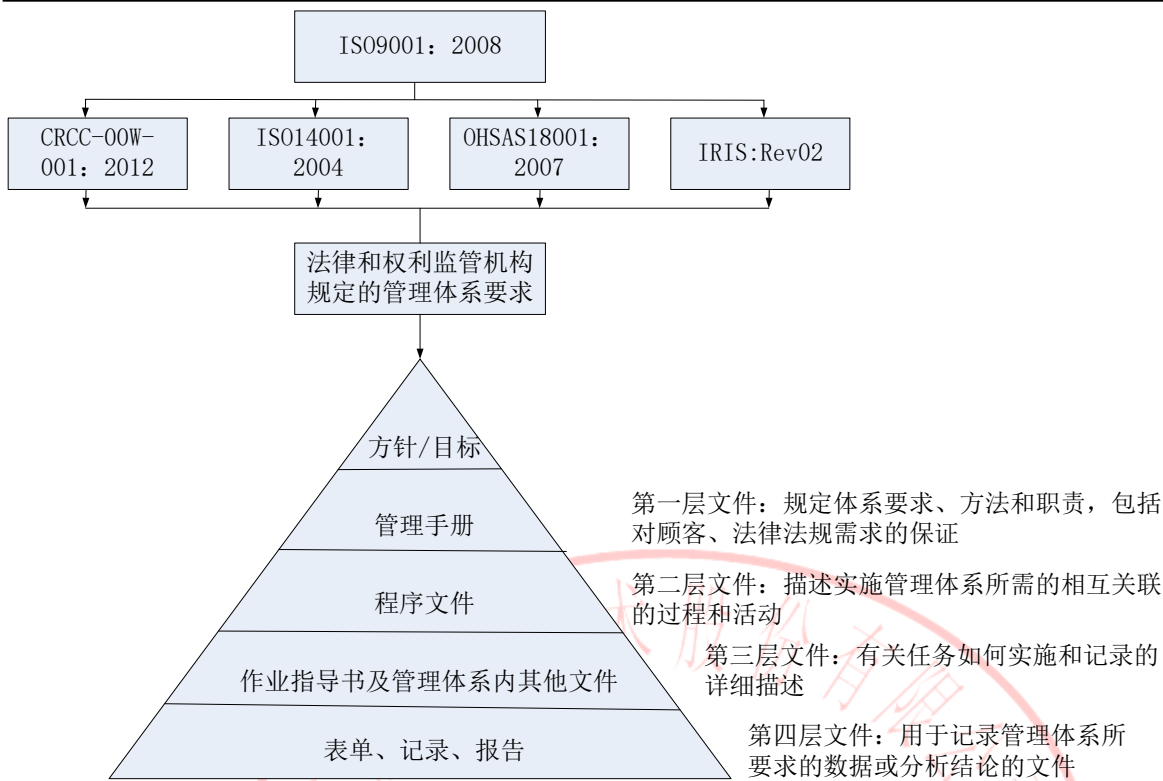 ISO9001：2008
CRCC-00W-
001：2012
ISO14001：
2004
OHSAS18001：
2007
IRIS:Rev02
法律和权利监管机构
规定的管理体系要求
方针/目标
管理手册
第一层文件：规定体系要求、方法和职责，包括
对顾客、法律法规需求的保证
程序文件
第二层文件：描述实施管理体系所需的相互关联
的过程和活动
作业指导书及管理体系内其他文件
第三层文件：有关任务如何实施和记录的
详细描述
表单、记录、报告
第四层文件：用于记录管理体系所
要求的数据或分析结论的文件
股份有限